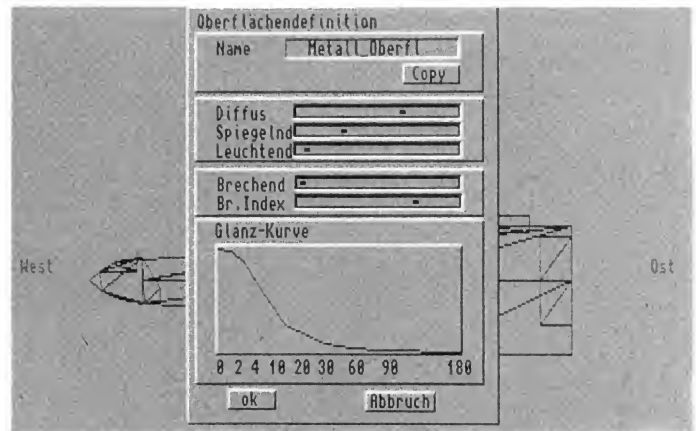 Oberflächendefinition
Name Metall_Oberfl
Copy
Diffus
Spiegelnd
Leuchtend
Brechend
Br.Index
Glanz-Kurve
West
Ost
0 2 4 10 20 30 60 90 180
ok Abbruch